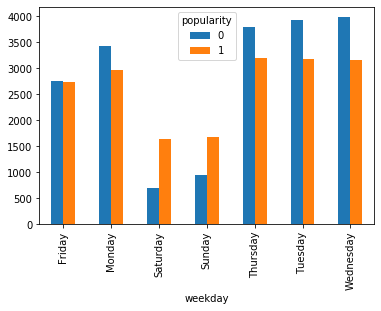 popularity
0
1
4000
3500
3000
2500
2000
1500
1000
500
0
Friday
Monday
Saturday
Sunday
Thursday
Tuesday
Wednesday
weekday